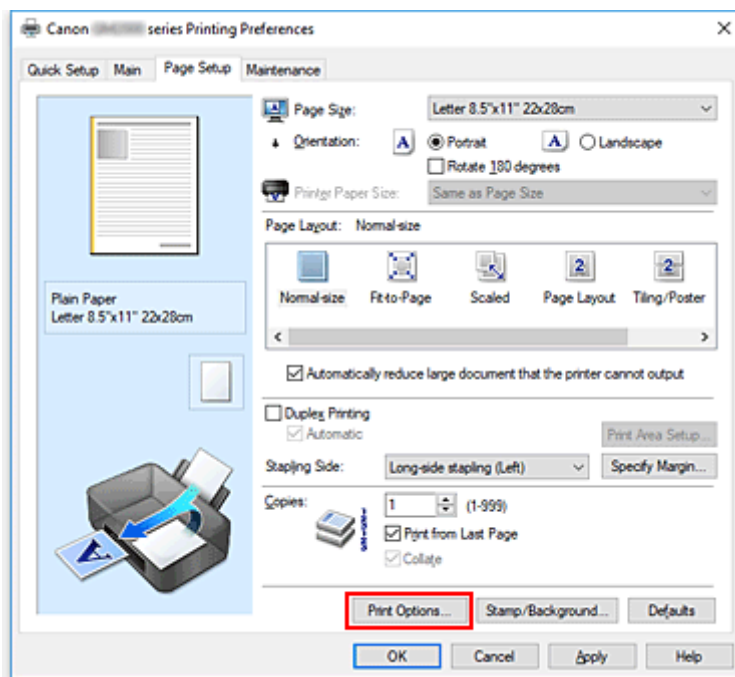 Canon series Printing Preferences
Quick Setup Main Page Setup Maintenance
Page Size: Letter 8.5"x11" 22x28cm
Orientation: A Portrait A Landscape
Rotate 180 degrees
Printer Paper Size: Same as Page Size
Page Layout: Normal-size
2 2
Normal-size Fit-to-Page Scaled Page Layout Tiling/Poster
Plain Paper
Letter 8.5"x11" 22x28cm
Automatically reduce large document that the printer cannot output
Duplex Printing
Automatic Print Area Setup...
Stapling Side: Long-side stapling (Left) Specify Margin...
Copies: 1 (1-999)
Print from Last Page
Collate
A
Print Options... Stamp/Background... Defaults
OK Cancel Apply Help